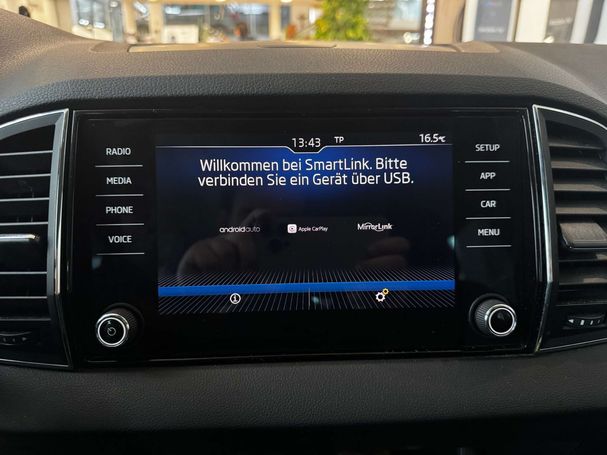 13:43 TP 16.5°C
RADIO
MEDIA
PHONE
VOICE
Willkommen bei SmartLink. Bitte
verbinden Sie ein Gerät über USB.
androidauto Apple CarPlay MirrorLink
SETUP
APP
CAR
MENU